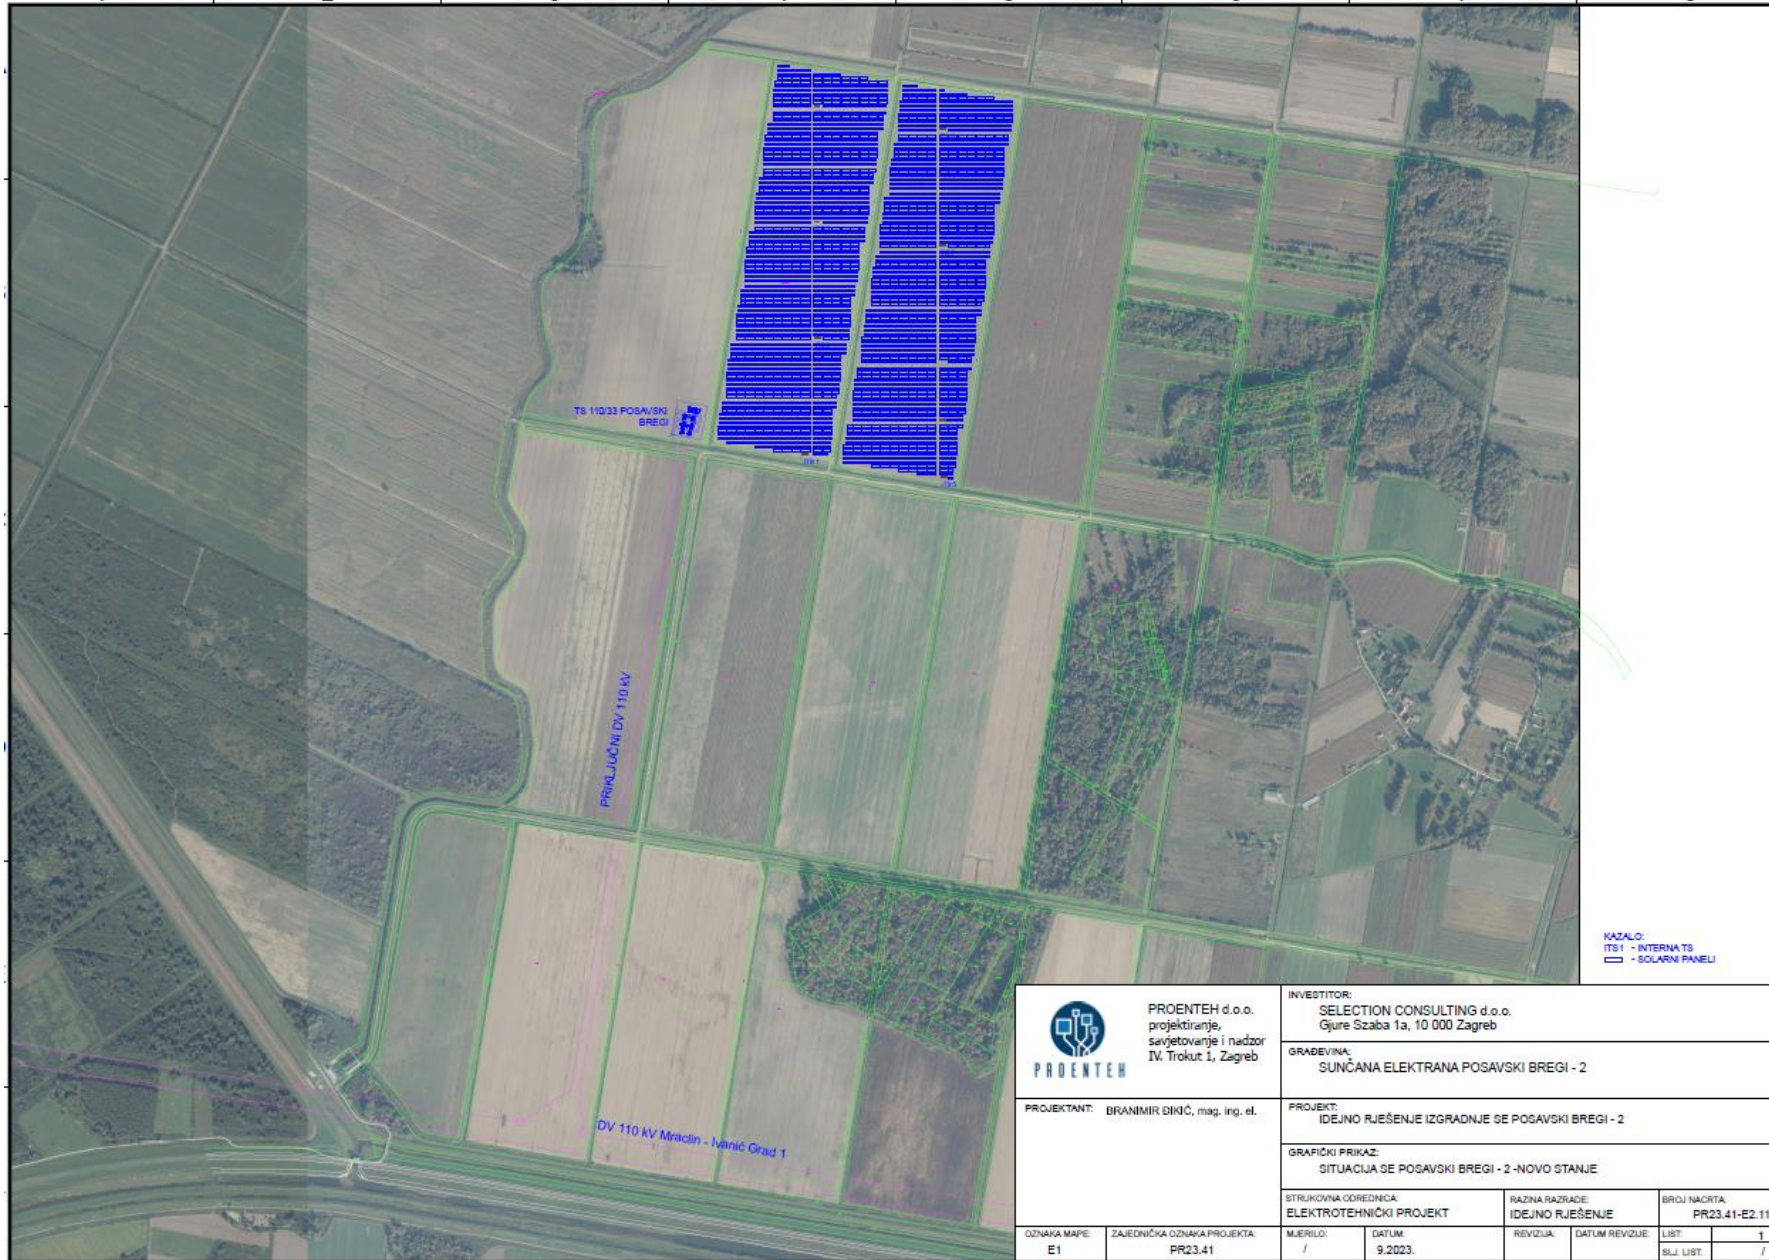 TS 110/33 POSAVSKI
BREGI
ITS 1
PRIKLJUČNI DV 110 kV
DV 110 kV Mraclin - Ivanić Grad 1
KAZALO:
ITS1 - INTERNA TS
- SOLARNI PANELI
PROENTEH
PROENTEH d.o.o.
projektiranje,
savjetovanje i nadzor
IV. Trokut 1, Zagreb
INVESTITOR:
SELECTION CONSULTING d.o.o.
Gjure Szaba 1a, 10 000 Zagreb
GRAĐEVINA:
SUNČANA ELEKTRANA POSAVSKI BREGI - 2
PROJEKTANT: BRANIMIR ĐIKIĆ, mag. ing. el.
PROJEKT:
IDEJNO RJEŠENJE IZGRADNJE SE POSAVSKI BREGI - 2
GRAFIČKI PRIKAZ:
SITUACIJA SE POSAVSKI BREGI - 2 -NOVO STANJE
STRUKOVNA ODREDNICA:
ELEKTROTEHNIČKI PROJEKT
RAZINA RAZRADE:
IDEJNO RJEŠENJE
BROJ NACRTA:
PR23.41-E2.11
OZNAKA MAPE:
E1
ZAJEDNIČKA OZNAKA PROJEKTA:
PR23.41
MJERILO:
/
DATUM:
9.2023.
REVIZIJA:
DATUM REVIZIJE:
LIST: 1
SLJ. LIST: /